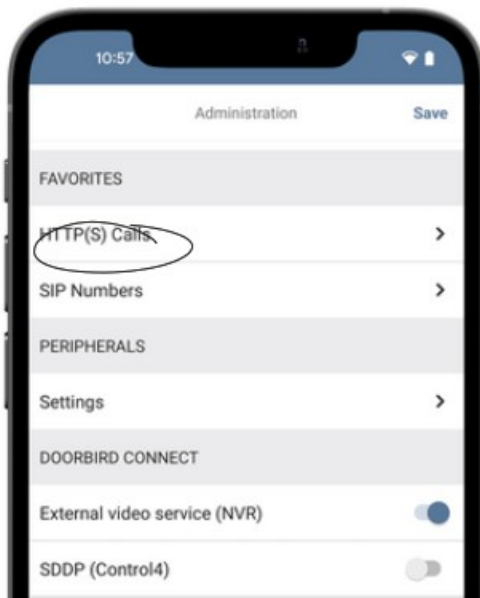 10:57
Administration
Save
FAVORITES
HTTP(S) Calls
SIP Numbers
PERIPHERALS
Settings
DOORBIRD CONNECT
External video service (NVR)
SDDP (Control4)